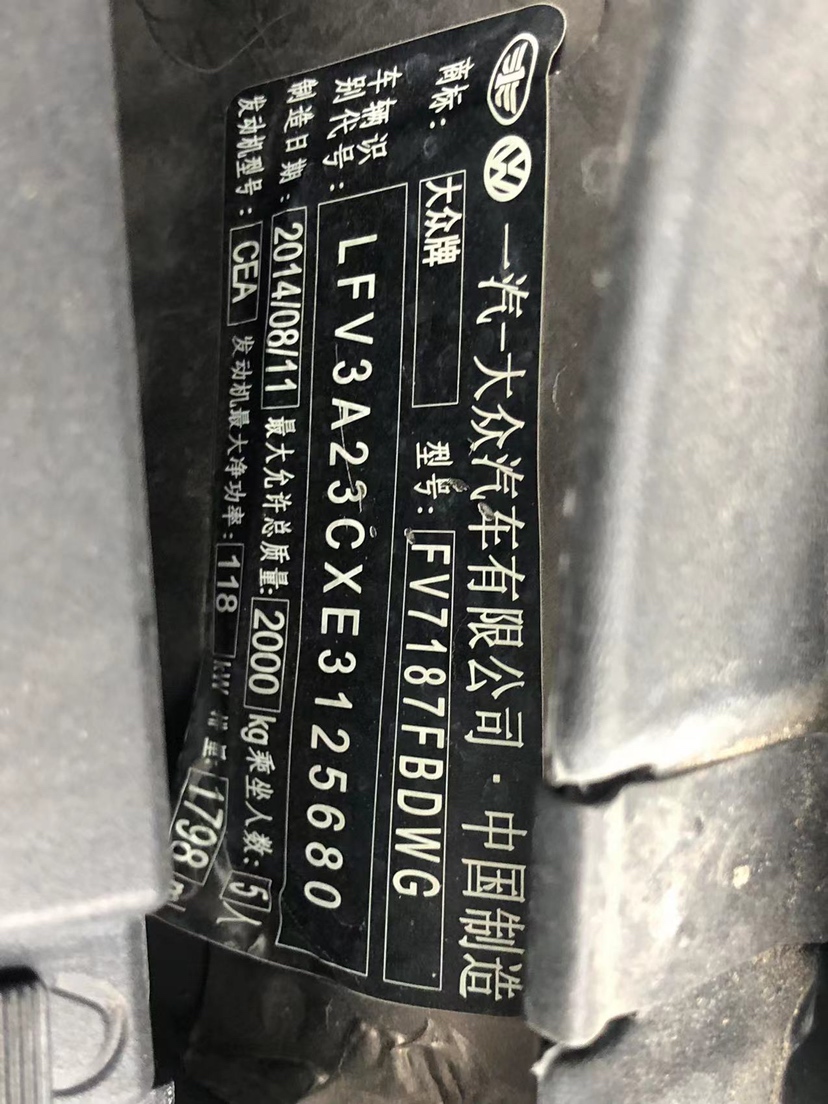 一汽-大众汽车有限公司·中国制造
商标: 大众牌 型号: FV7187FBDWG
车辆识别代号: LFV3A23CXE3125680
制造日期: 2014/08/11 最大允许总质量: 2000 kg 乘坐人数: 5人
发动机型号: CEA 发动机最大净功率: 118 kW 排量: 1798 ml